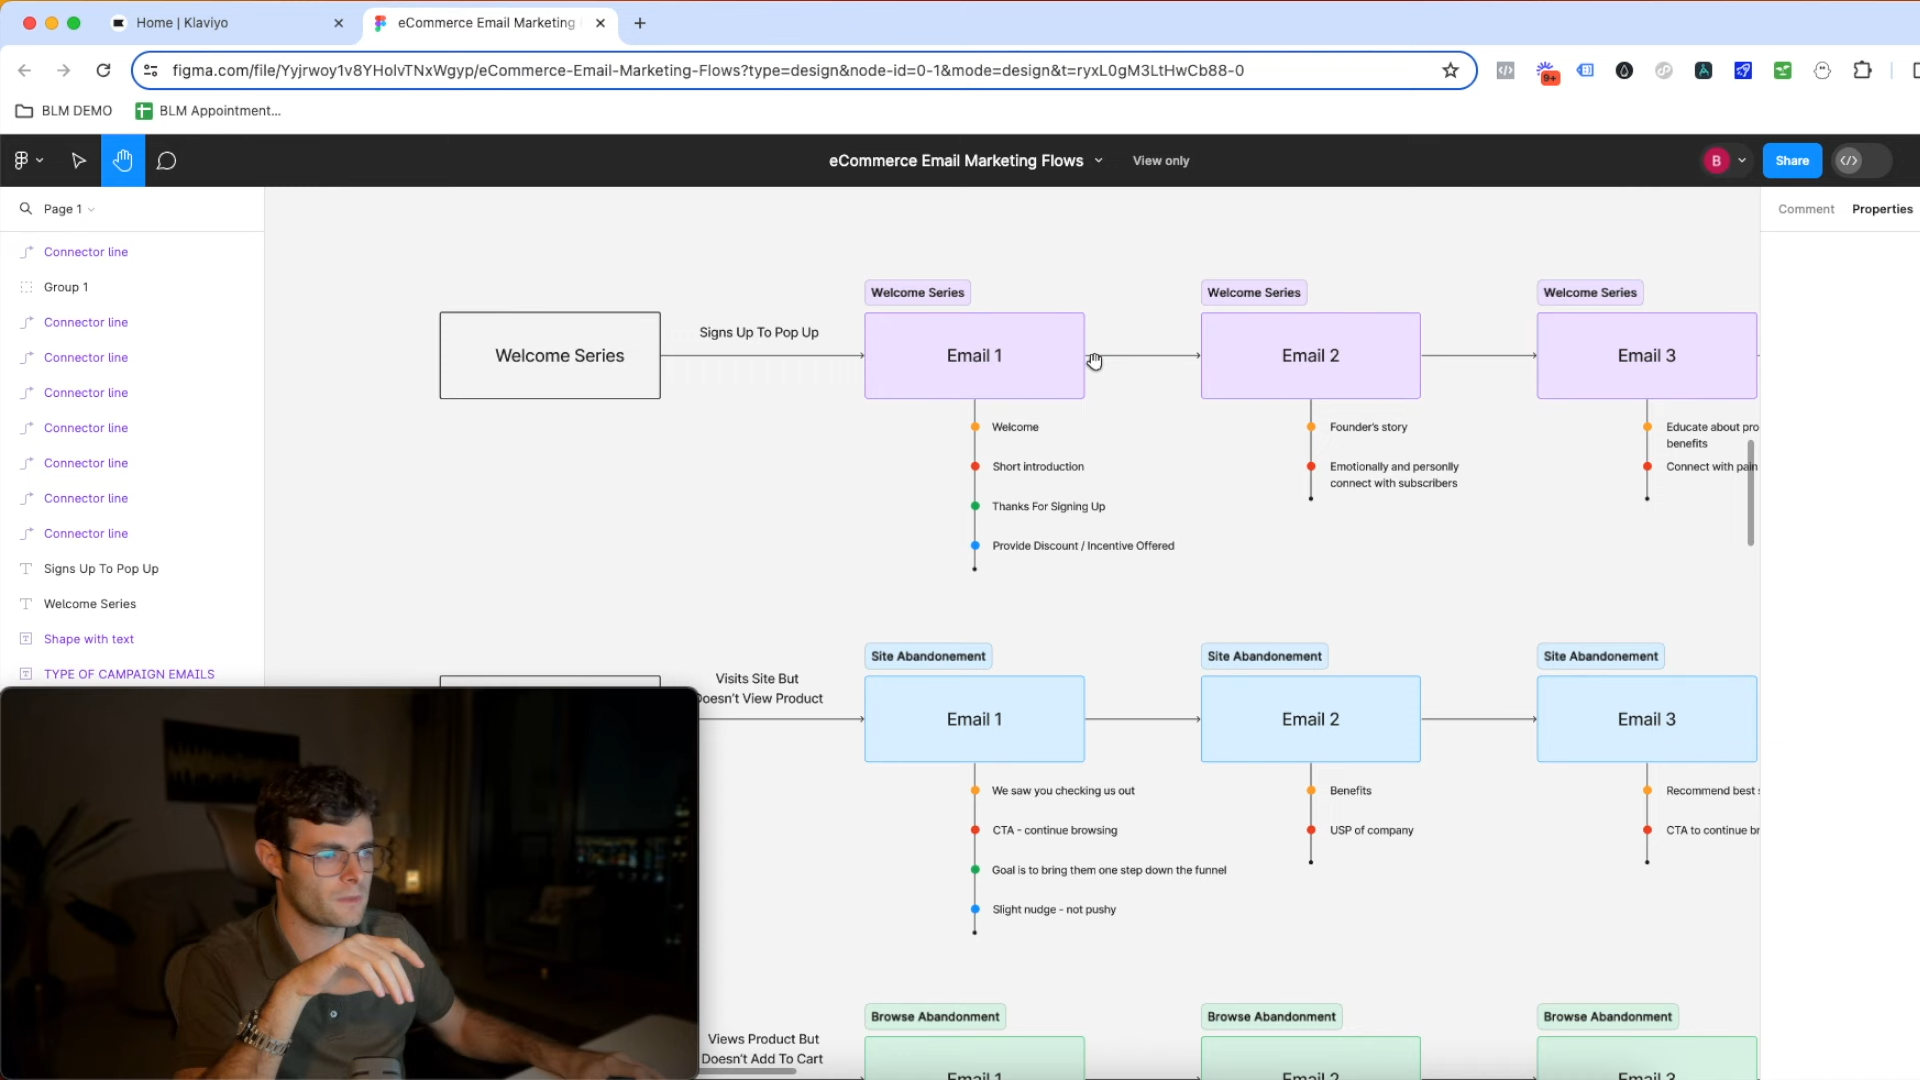 Home | Klaviyo
eCommerce Email Marketing
figma.com/file/Yyjrwoy1v8YHolvTNxWgyp/eCommerce-Email-Marketing-Flows?type=design&node-id=0-1&mode=design&t=ryxL0gM3LtHwCb88-0
9+
BLM DEMO
BLM Appointment...
eCommerce Email Marketing Flows
View only
B
Share
Page 1
Comment
Properties
Connector line
Group 1
Connector line
Connector line
Connector line
Connector line
Connector line
Connector line
Connector line
Signs Up To Pop Up
Welcome Series
Shape with text
TYPE OF CAMPAIGN EMAILS
Welcome Series
Signs Up To Pop Up
Welcome Series
Email 1
Welcome
Short introduction
Thanks For Signing Up
Provide Discount / Incentive Offered
Welcome Series
Email 2
Founder's story
Emotionally and personlly
connect with subscribers
Welcome Series
Email 3
Educate about pro
benefits
Connect with pain
Visits Site But
Doesn't View Product
Site Abandonement
Email 1
We saw you checking us out
CTA - continue browsing
Goal is to bring them one step down the funnel
Slight nudge - not pushy
Site Abandonement
Email 2
Benefits
USP of company
Site Abandonement
Email 3
Recommend best
CTA to continue br
Views Product But
Doesn't Add To Cart
Browse Abandonment
Email 1
Browse Abandonment
Email 2
Browse Abandonment
Email 3